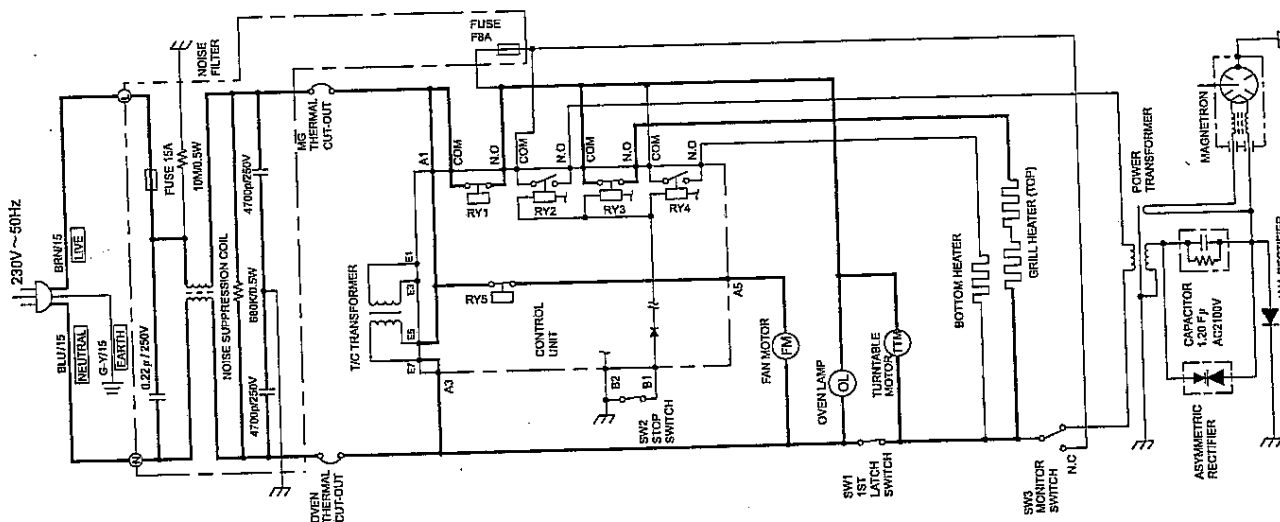 230V ~ 50Hz
BLU/15
NEUTRAL
G-Y/15
EARTH
BRN/15
LIVE
N
L
0.22µ / 250V
FUSE 15A
10M/0.5W
NOISE FILTER
NOISE SUPPRESSION COIL
4700p/250V
680K/0.5W
4700p/250V
MG THERMAL CUT-OUT
OVEN THERMAL CUT-OUT
T/C TRANSFORMER
E1
E3
E5
E7
A1
A3
A5
FUSE F8A
COM
N.O
COM
N.O
COM
N.O
COM
N.O
RY1
RY2
RY3
RY4
RY5
CONTROL UNIT
B2
B1
SW2 STOP SWITCH
FAN MOTOR
FM
OVEN LAMP
OL
TURNTABLE MOTOR
TTM
SW1 1ST LATCH SWITCH
BOTTOM HEATER
GRILL HEATER (TOP)
SW3 MONITOR SWITCH
N.C
POWER TRANSFORMER
MAGNETRON
CAPACITOR 1.20 Fµ AC2100V
ASYMMETRIC RECTIFIER